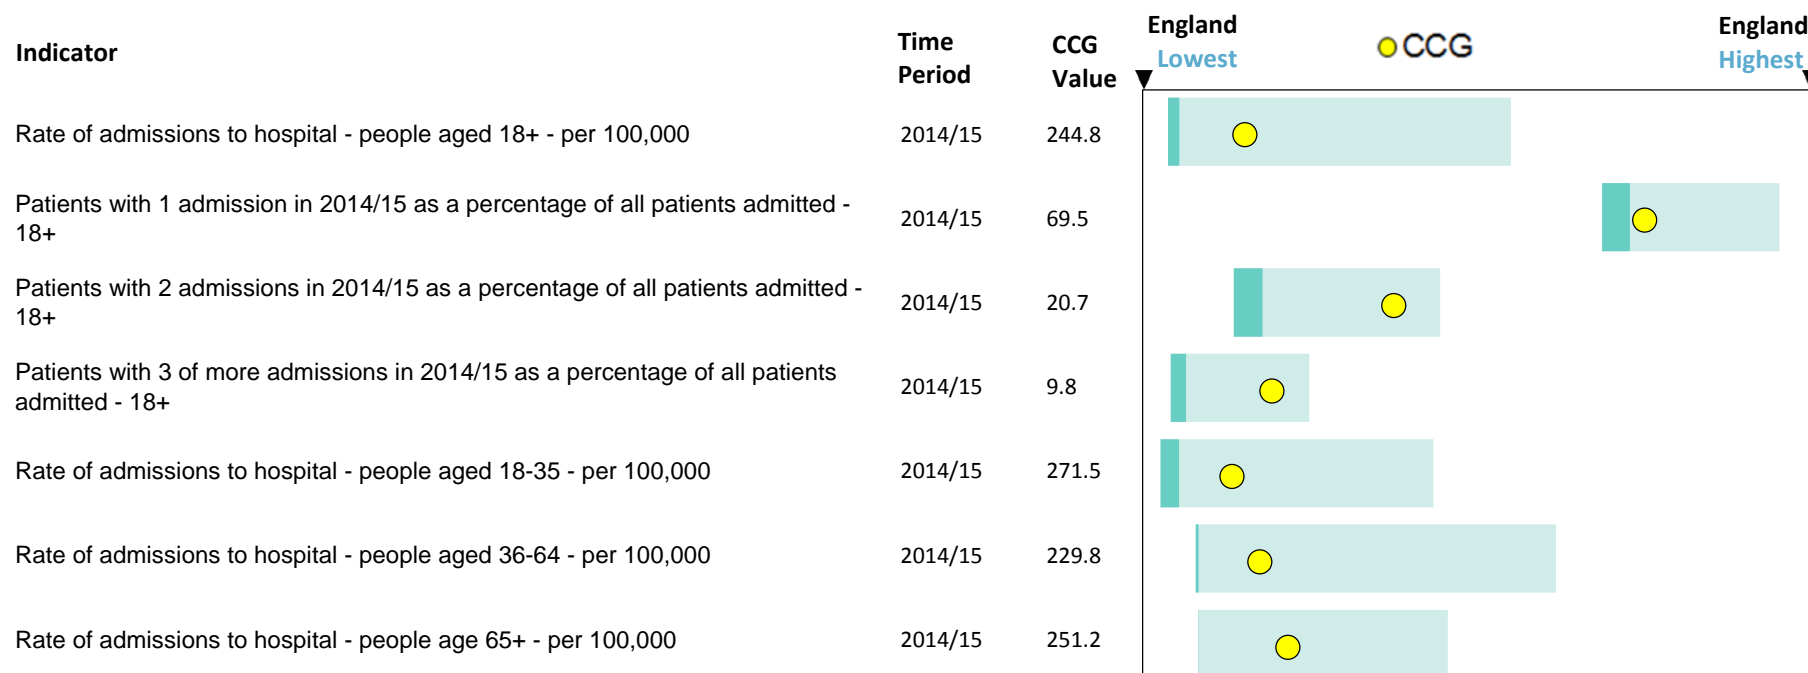 Indicator
Time
Period
CCG
Value
England
Lowest
CCG
England
Highest
Rate of admissions to hospital - people aged 18+ - per 100,000 2014/15 244.8
Patients with 1 admission in 2014/15 as a percentage of all patients admitted -
18+
2014/15 69.5
Patients with 2 admissions in 2014/15 as a percentage of all patients admitted -
18+
2014/15 20.7
Patients with 3 of more admissions in 2014/15 as a percentage of all patients
admitted - 18+
2014/15 9.8
Rate of admissions to hospital - people aged 18-35 - per 100,000 2014/15 271.5
Rate of admissions to hospital - people aged 36-64 - per 100,000 2014/15 229.8
Rate of admissions to hospital - people age 65+ - per 100,000 2014/15 251.2